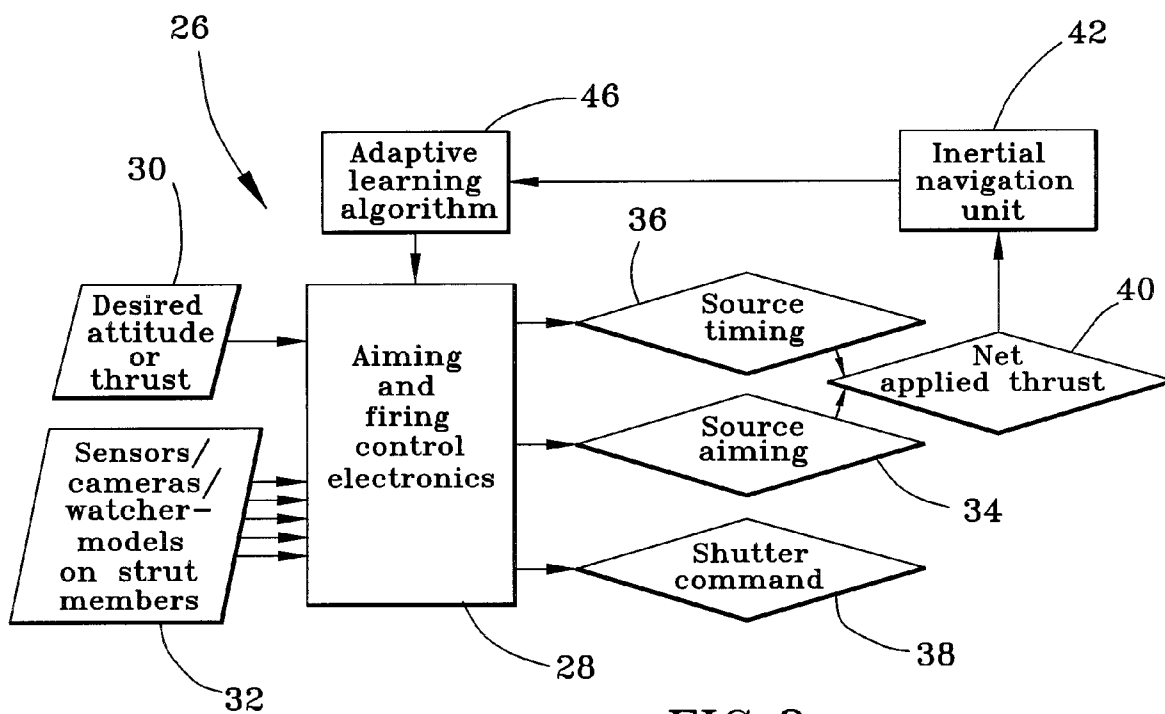 26
42
46
30
Adaptive
learning
algorithm
Inertial
navigation
unit
36
Desired
attitude
or
thrust
Source
timing
40
Net
applied thrust
Aiming
and
firing
control
electronics
Sensors/
cameras/
watcher-
models
on strut
members
Source
aiming
34
Shutter
command
32
28
38